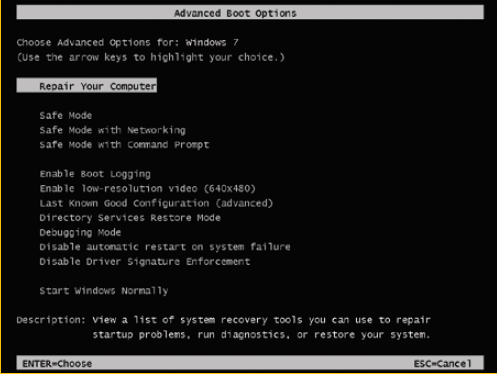 Advanced Boot Options
Choose Advanced Options for: Windows 7
(Use the arrow keys to highlight your choice.)
Repair Your Computer
Safe Mode
Safe Mode with Networking
Safe Mode with Command Prompt
Enable Boot Logging
Enable low-resolution video (640x480)
Last Known Good Configuration (advanced)
Directory Services Restore Mode
Debugging Mode
Disable automatic restart on system failure
Disable Driver Signature Enforcement
Start Windows Normally
Description: View a list of system recovery tools you can use to repair
startup problems, run diagnostics, or restore your system.
ENTER=Choose ESC=Cancel